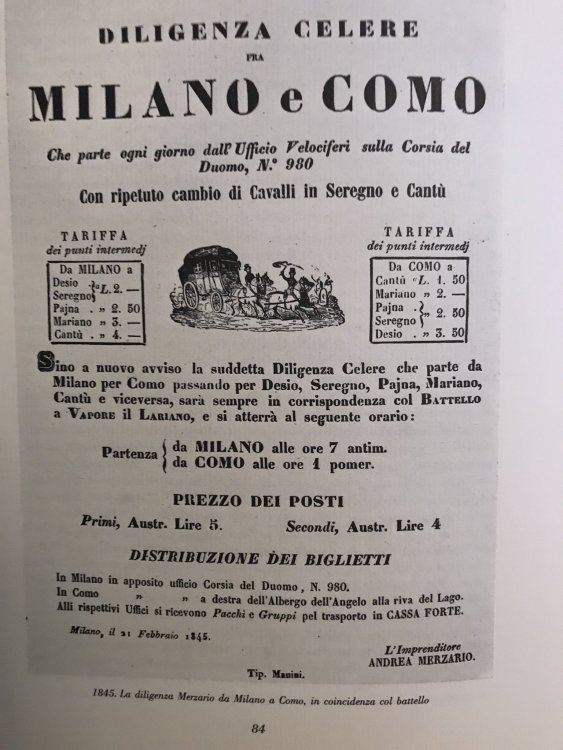 DILIGENZA CELERE
FRA
MILANO e COMO
Che parte ogni giorno dall' Ufficio Velociferi sulla Corsia del
Duomo, N.° 980
Con ripetuto cambio di Cavalli in Seregno e Cantù
TARIFFA
dei punti intermedj
Da MILANO a
Desio
Seregno } „L. 2. —
Pajna . „ 2. 50
Mariano „ 3. —
Cantù . „ 4. —
TARIFFA
dei punti intermedj
Da COMO a
Cantù „L. 1. 50
Mariano „ 2. —
Pajna .
Seregno } „ 2. 50
Desio . „ 3. 50
Sino a nuovo avviso la suddetta Diligenza Celere che parte da
Milano per Como passando per Desio, Seregno, Pajna, Mariano,
Cantù e viceversa, sarà sempre in corrispondenza col BATTELLO
A VAPORE il LARIANO, e si atterrà al seguente orario:
Partenza { da MILANO alle ore 7 antim.
da COMO alle ore 1 pomer.
PREZZO DEI POSTI
Primi, Austr. Lire 5. Secondi, Austr. Lire 4
DISTRIBUZIONE DEI BIGLIETTI
In Milano in apposito ufficio Corsia del Duomo, N. 980.
In Como „ „ a destra dell'Albergo dell'Angelo alla riva del Lago.
Alli rispettivi Uffici si ricevono Pacchi e Gruppi pel trasporto in CASSA FORTE.
Milano, il 21 Febbraio 1845.
L'Imprenditore
ANDREA MERZARIO.
Tip. Manini.
1845. La diligenza Merzario da Milano a Como, in coincidenza col battello
84